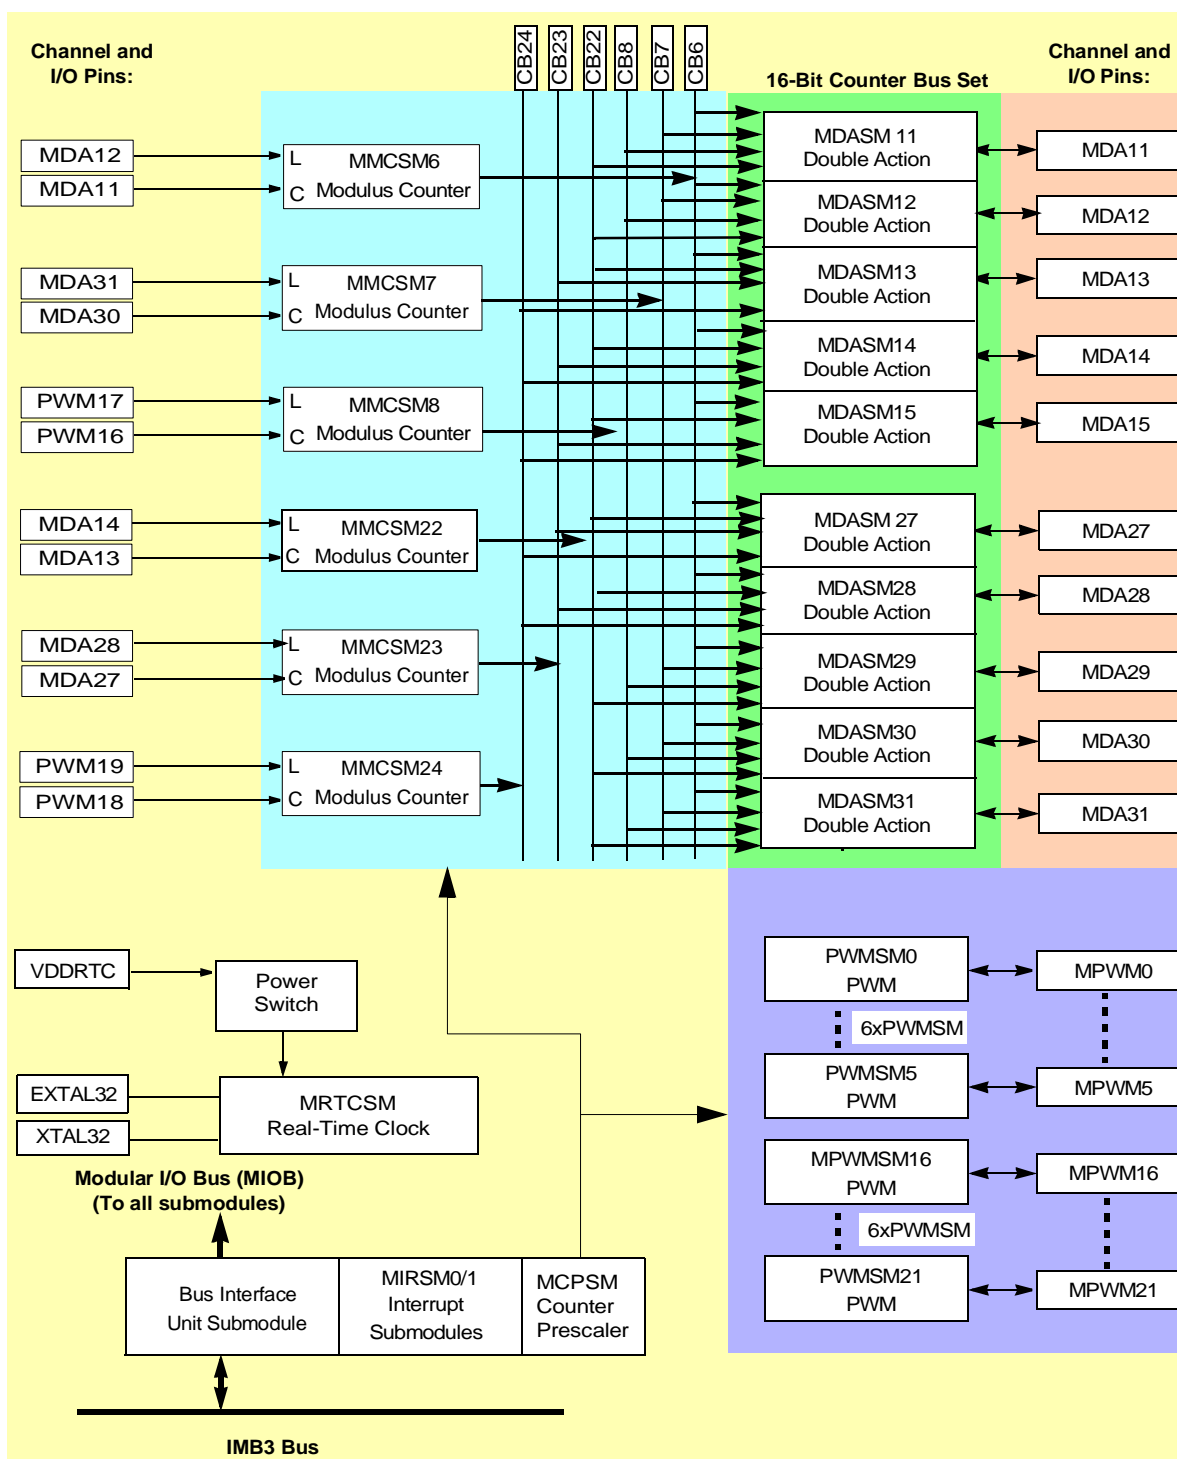 Channel and
I/O Pins:
CB24
CB23
CB22
CB8
CB7
CB6
16-Bit Counter Bus Set
Channel and
I/O Pins:
MDA12
MDA11
L
C
MMCSM6
Modulus Counter
MDA31
MDA30
L
C
MMCSM7
Modulus Counter
PWM17
PWM16
L
C
MMCSM8
Modulus Counter
MDA14
MDA13
L
C
MMCSM22
Modulus Counter
MDA28
MDA27
L
C
MMCSM23
Modulus Counter
PWM19
PWM18
L
C
MMCSM24
Modulus Counter
MDASM 11
Double Action
MDA11
MDASM12
Double Action
MDA12
MDASM13
Double Action
MDA13
MDASM14
Double Action
MDA14
MDASM15
Double Action
MDA15
MDASM 27
Double Action
MDA27
MDASM28
Double Action
MDA28
MDASM29
Double Action
MDA29
MDASM30
Double Action
MDA30
MDASM31
Double Action
MDA31
VDDRTC
Power
Switch
EXTAL32
XTAL32
MRTCSM
Real-Time Clock
Modular I/O Bus (MIOB)
(To all submodules)
Bus Interface
Unit Submodule
MIRSM0/1
Interrupt
Submodules
MCPSM
Counter
Prescaler
IMB3 Bus
PWMSM0
PWM
MPWM0
6xPWMSM
PWMSM5
PWM
MPWM5
MPWMSM16
PWM
MPWM16
6xPWMSM
PWMSM21
PWM
MPWM21